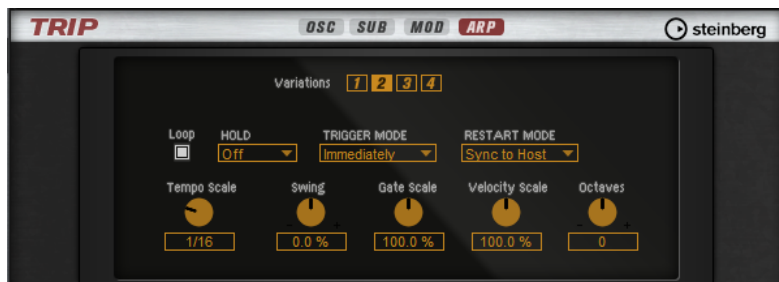 TRIP OSC SUB MOD ARP steinberg
Variations 1 2 3 4
Loop HOLD TRIGGER MODE RESTART MODE
Off Immediately Sync to Host
Tempo Scale Swing Gate Scale Velocity Scale Octaves
- + - +
1/16 0.0 % 100.0 % 100.0 % 0